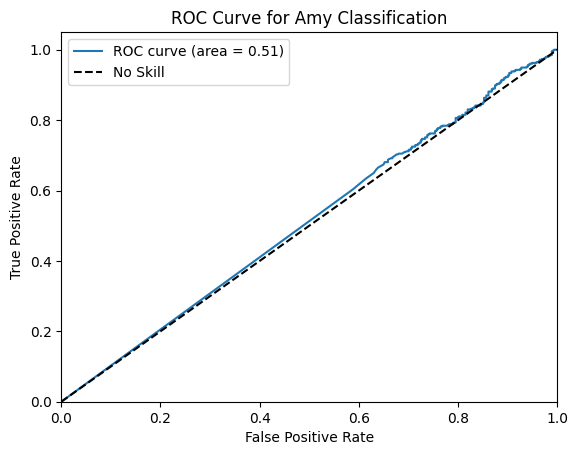 ROC Curve for Amy Classification
ROC curve (area = 0.51)
No Skill
True Positive Rate
1.0
0.8
0.6
0.4
0.2
0.0
0.0 0.2 0.4 0.6 0.8 1.0
False Positive Rate